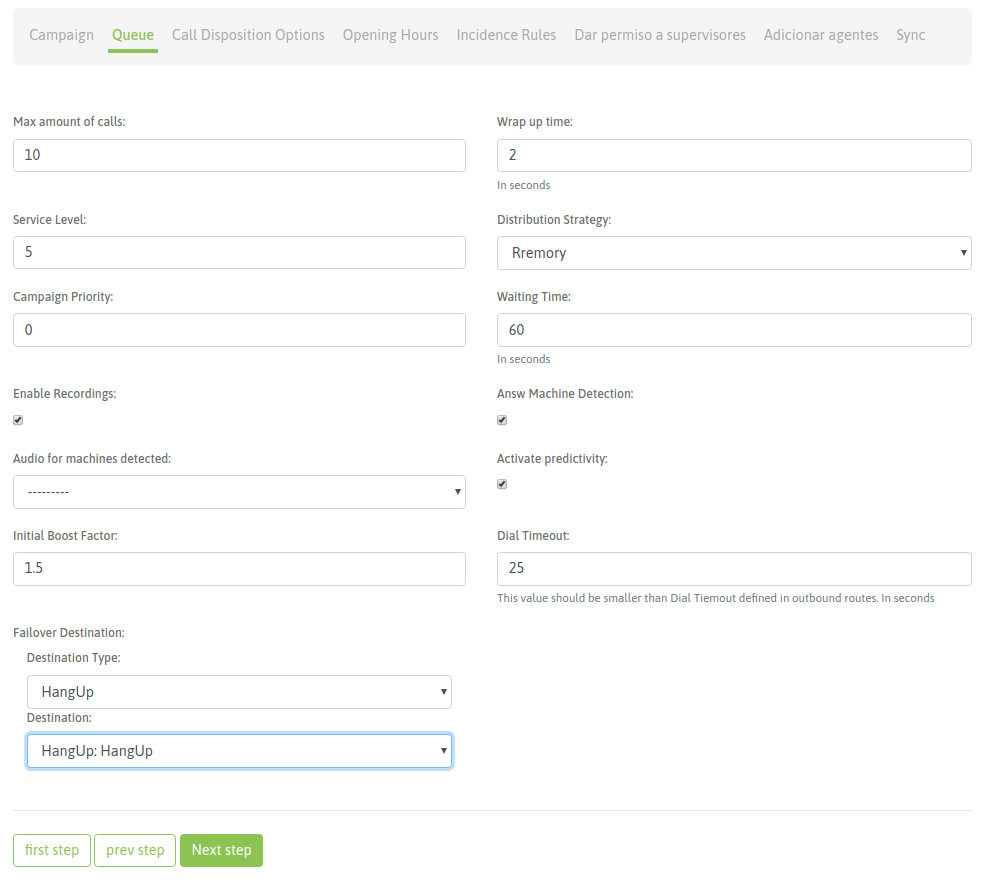 Campaign Queue Call Disposition Options Opening Hours Incidence Rules Dar permiso a supervisores Adicionar agentes Sync
Max amount of calls: Wrap up time:
10 2
In seconds
Service Level: Distribution Strategy:
5 Rremory
Campaign Priority: Waiting Time:
0 60
In seconds
Enable Recordings: Answ Machine Detection:
Audio for machines detected: Activate predictivity:
---------
Initial Boost Factor: Dial Timeout:
1.5 25
This value should be smaller than Dial Tiemout defined in outbound routes. In seconds
Failover Destination:
Destination Type:
HangUp
Destination:
HangUp: HangUp
first step prev step Next step